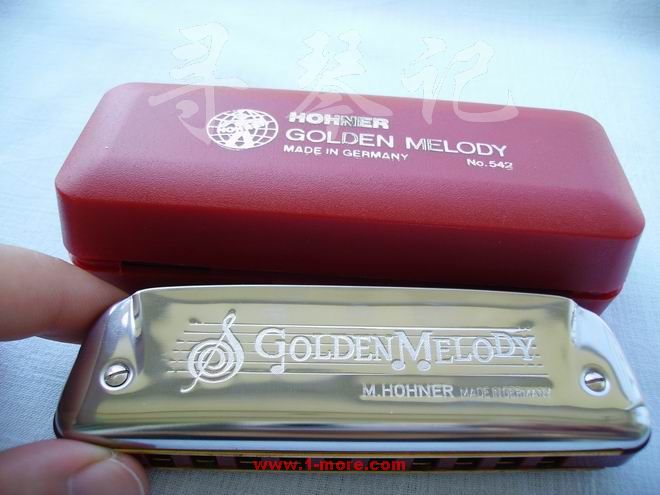 寻琴记
HOHNER
GOLDEN MELODY
MADE IN GERMANY
No.542
GOLDEN MELODY
M.HOHNER MADE IN GERMANY
www.1-more.com